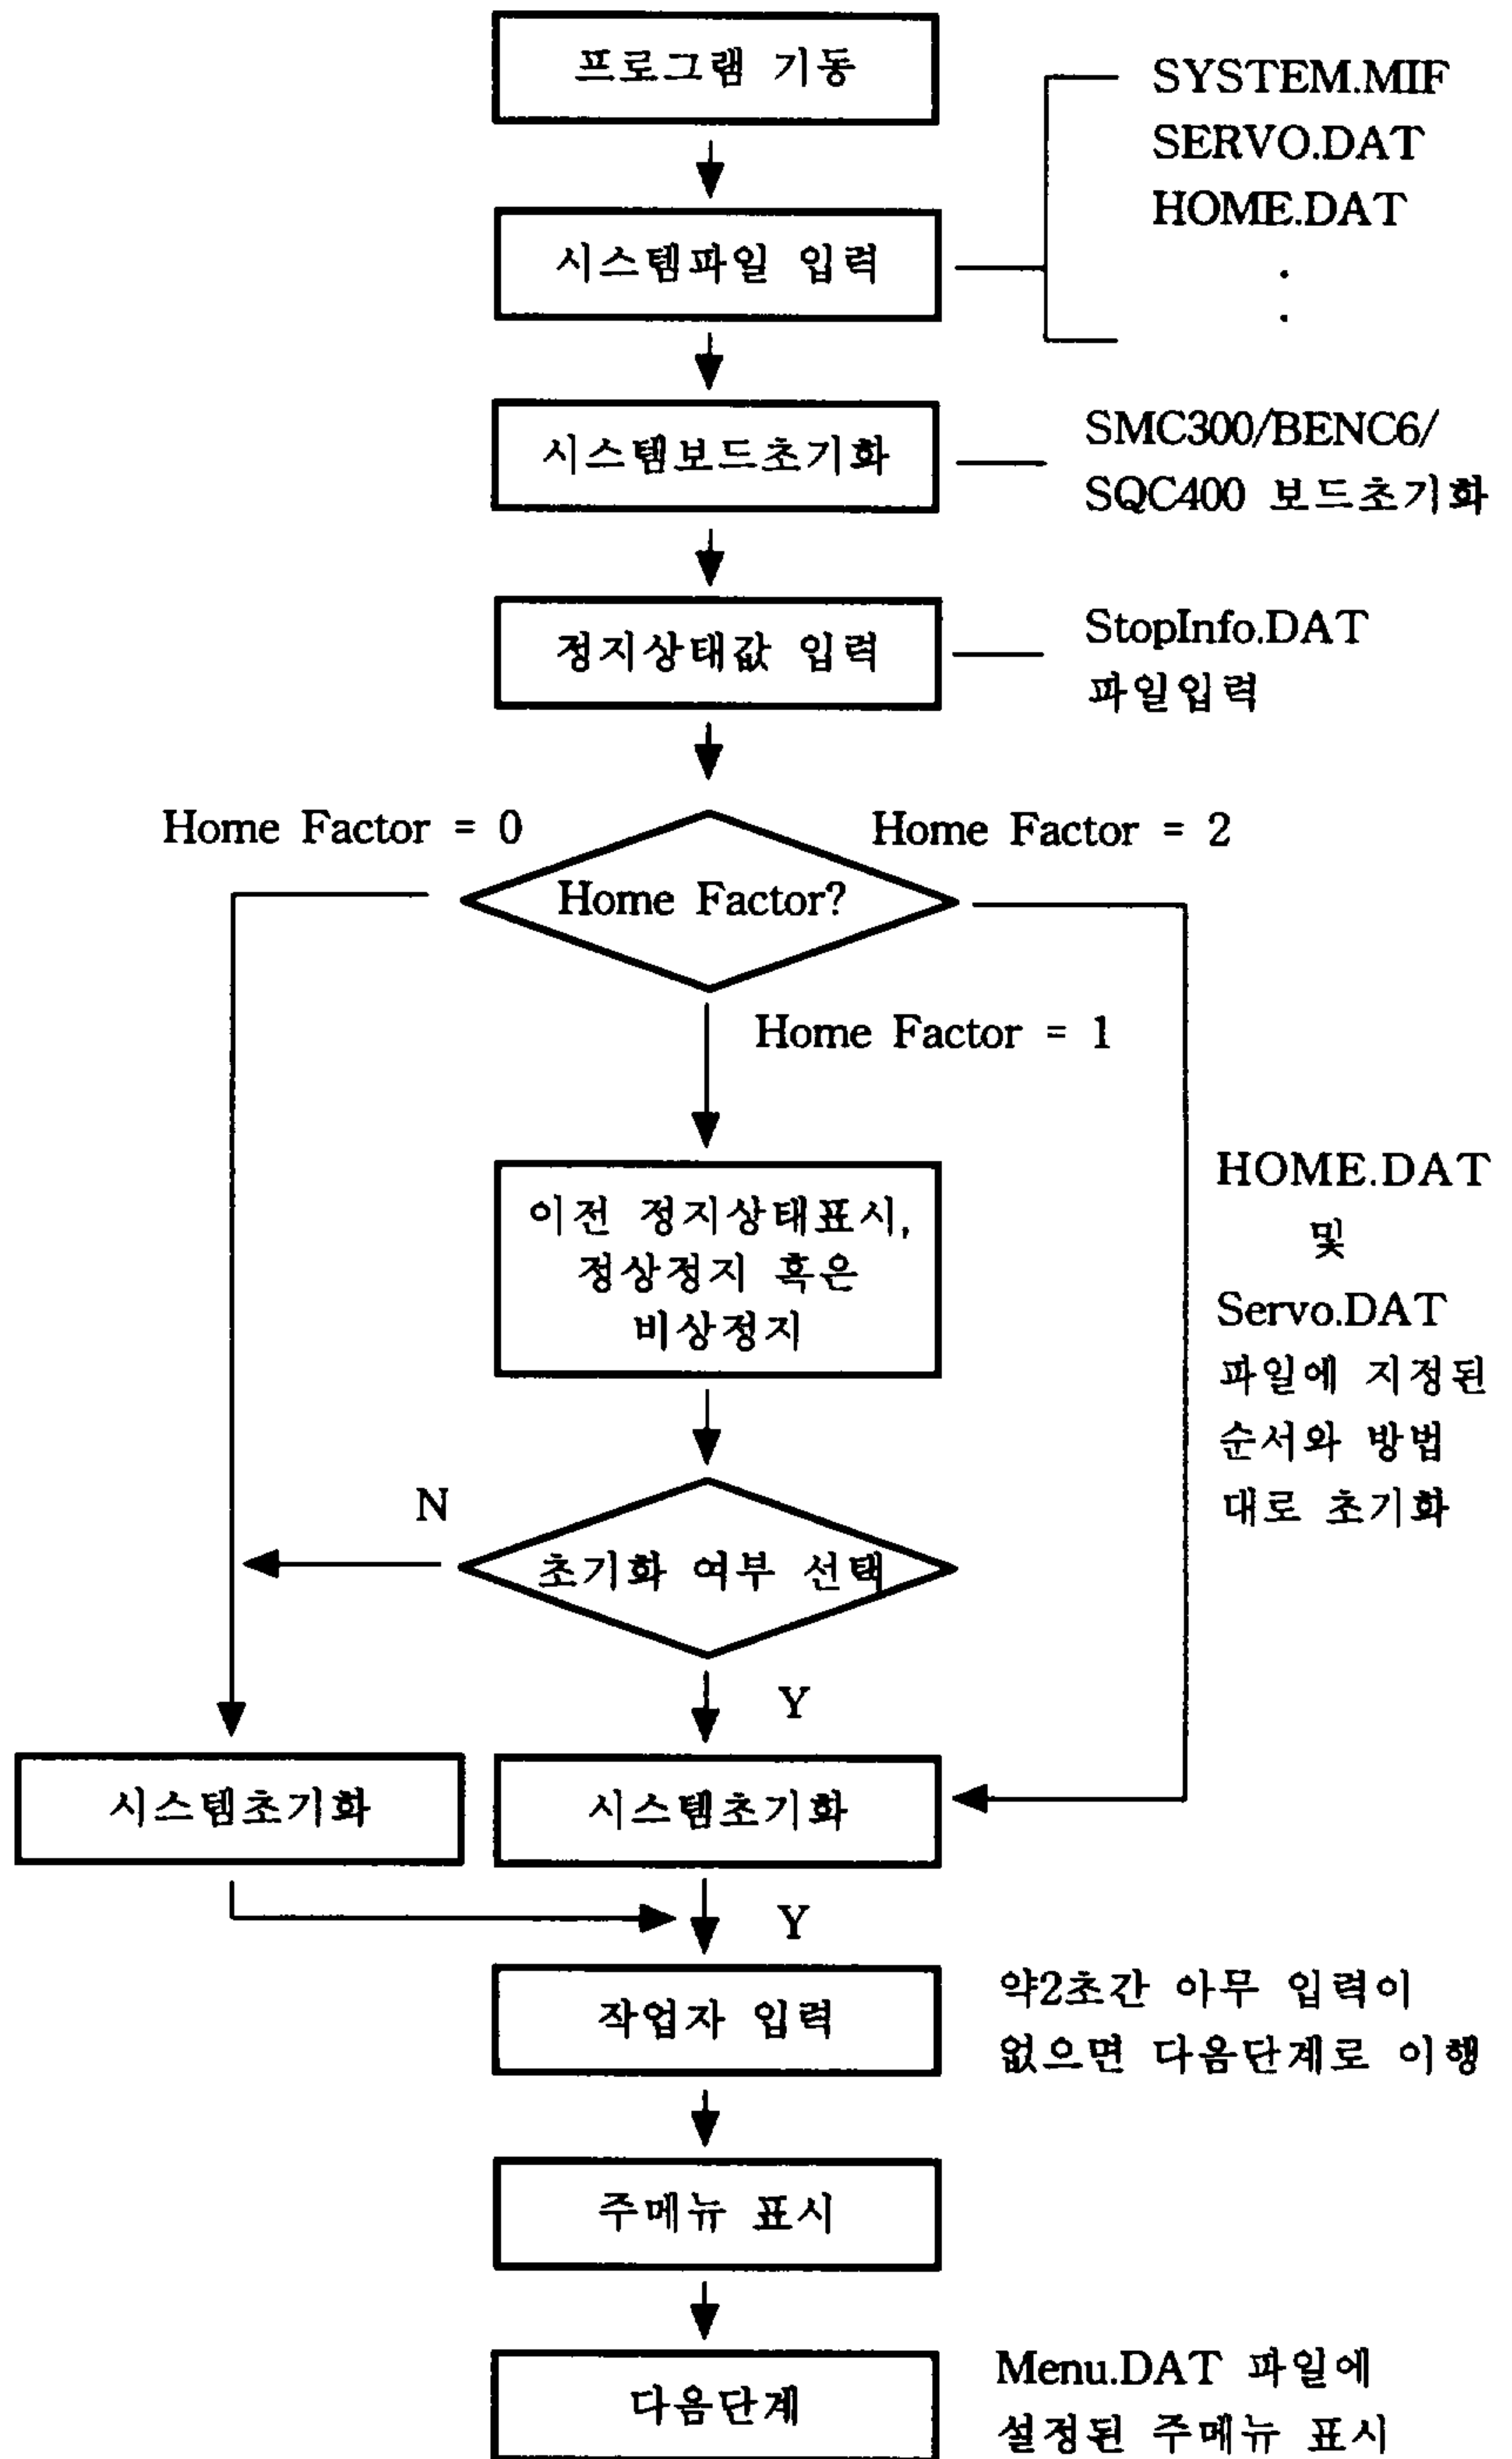 프로그램 기동
SYSTEM.MIF
SERVO.DAT
HOME.DAT
.
.
시스템파일 입력
시스템보드초기화
SMC300/BENC6/
SQC400 보드초기화
정지상태값 입력
StopInfo.DAT
파일입력
Home Factor = 0
Home Factor = 2
Home Factor?
Home Factor = 1
이전 정지상태표시,
정상정지 혹은
비상정지
HOME.DAT
및
Servo.DAT
파일에 지정된
순서와 방법
대로 초기화
N
초기화 여부 선택
Y
시스템초기화
시스템초기화
Y
작업자 입력
약2초간 아무 입력이
없으면 다음단계로 이행
주메뉴 표시
다음단계
Menu.DAT 파일에
설정된 주메뉴 표시